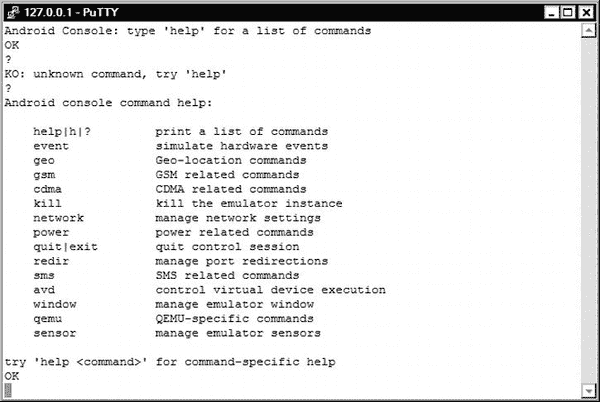 127.0.0.1 - PuTTY
Android Console: type 'help' for a list of commands
OK
?
KO: unknown command, try 'help'
?
Android console command help:
help|h|? print a list of commands
event simulate hardware events
geo Geo-location commands
gsm GSM related commands
cdma CDMA related commands
kill kill the emulator instance
network manage network settings
power power related commands
quit|exit quit control session
redir manage port redirections
sms SMS related commands
avd control virtual device execution
window manage emulator window
qemu QEMU-specific commands
sensor manage emulator sensors
try 'help <command>' for command-specific help
OK